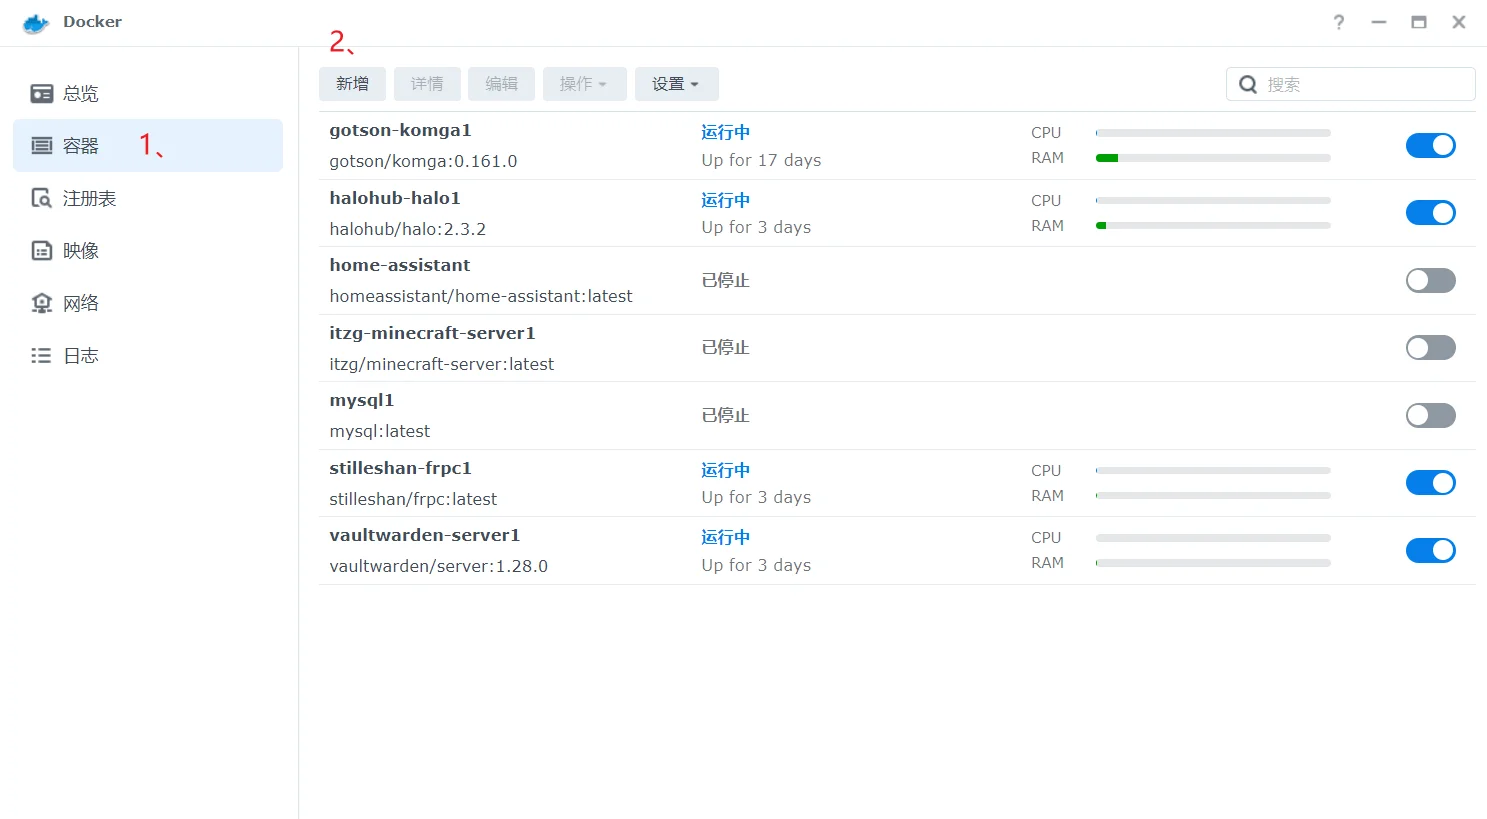 Docker
?
总览
容器
1、
注册表
映像
网络
日志
2、
新增
详情
编辑
操作
设置
搜索
gotson-komga1
gotson/komga:0.161.0
运行中
Up for 17 days
CPU
RAM
halohub-halo1
halohub/halo:2.3.2
运行中
Up for 3 days
CPU
RAM
home-assistant
homeassistant/home-assistant:latest
已停止
itzg-minecraft-server1
itzg/minecraft-server:latest
已停止
mysql1
mysql:latest
已停止
stilleshan-frpc1
stilleshan/frpc:latest
运行中
Up for 3 days
CPU
RAM
vaultwarden-server1
vaultwarden/server:1.28.0
运行中
Up for 3 days
CPU
RAM